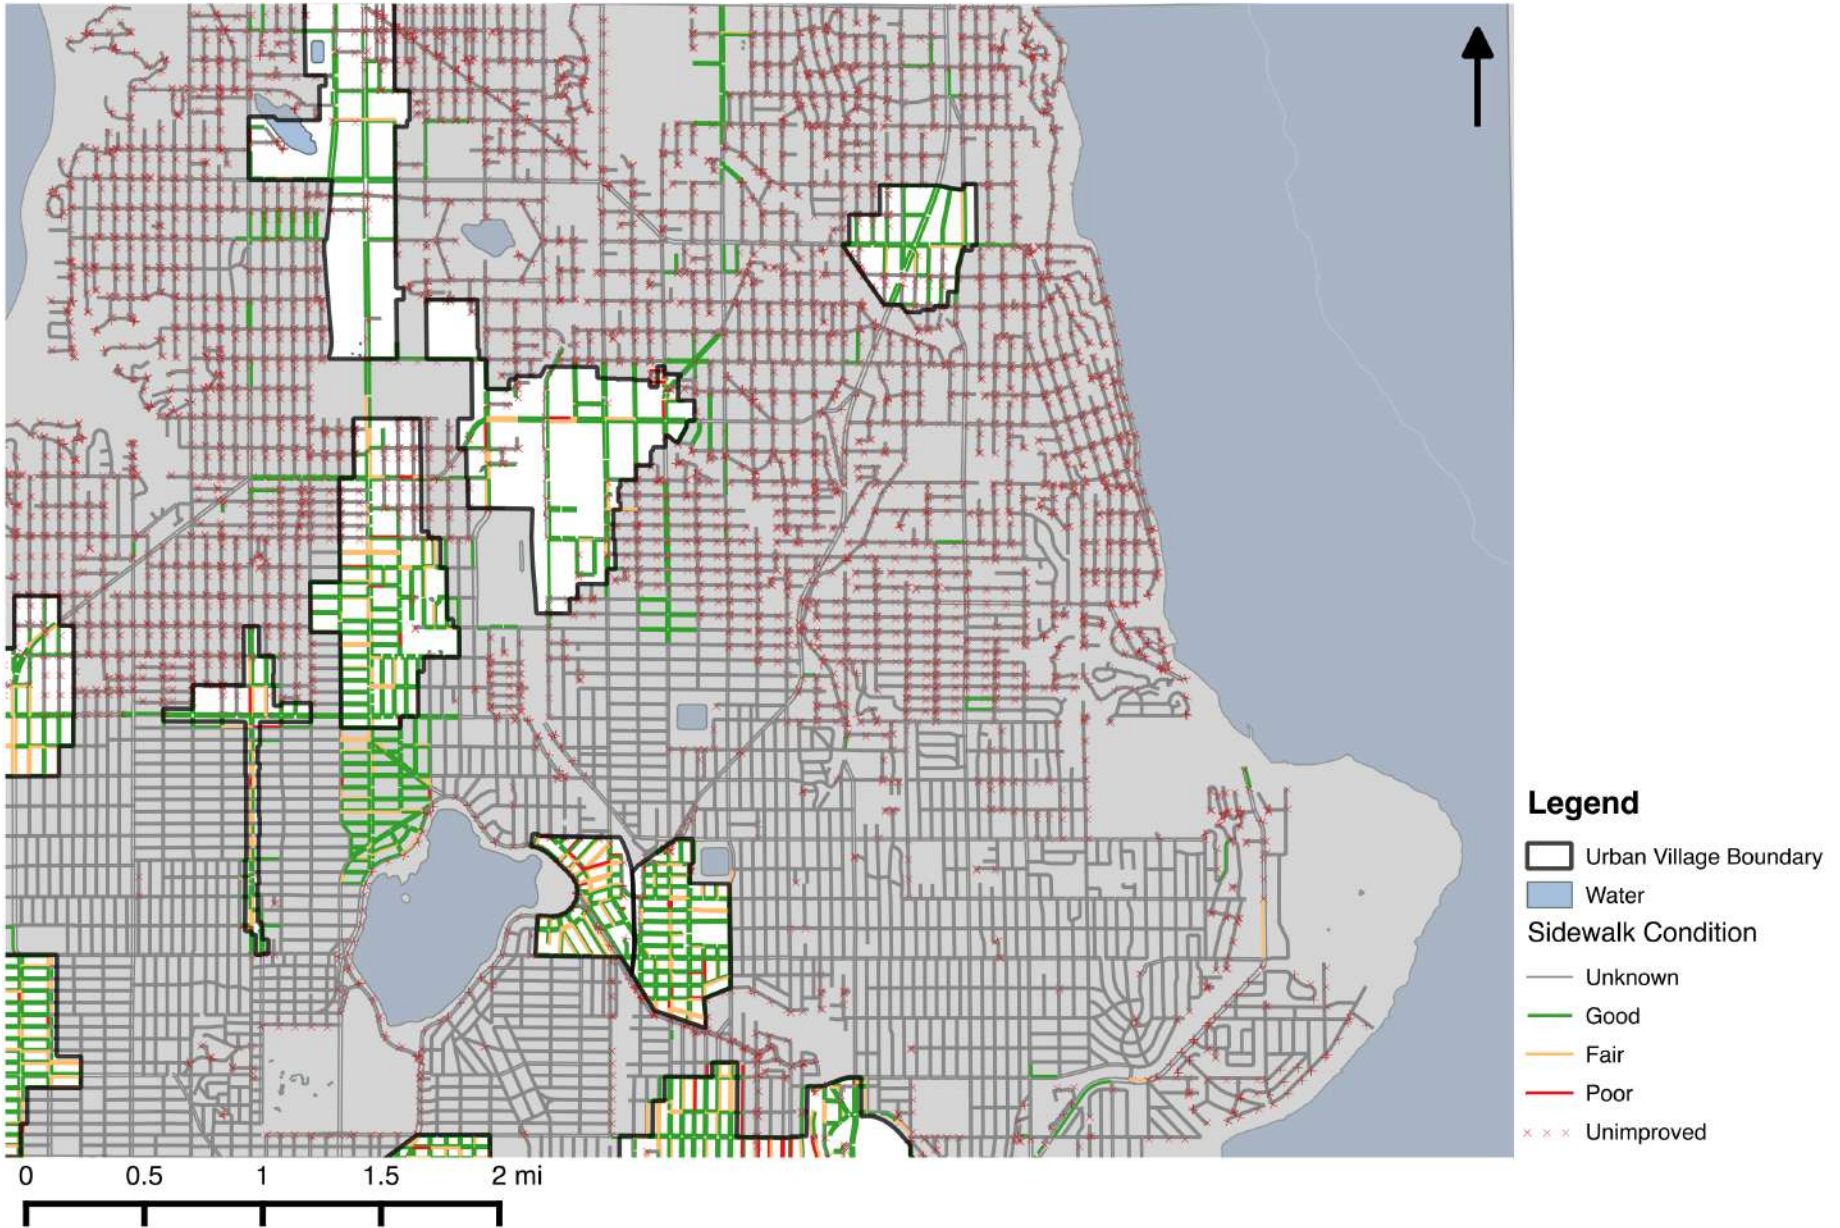 Legend
Urban Village Boundary
Water
Sidewalk Condition
Unknown
Good
Fair
Poor
Unimproved
0 0.5 1 1.5 2 mi